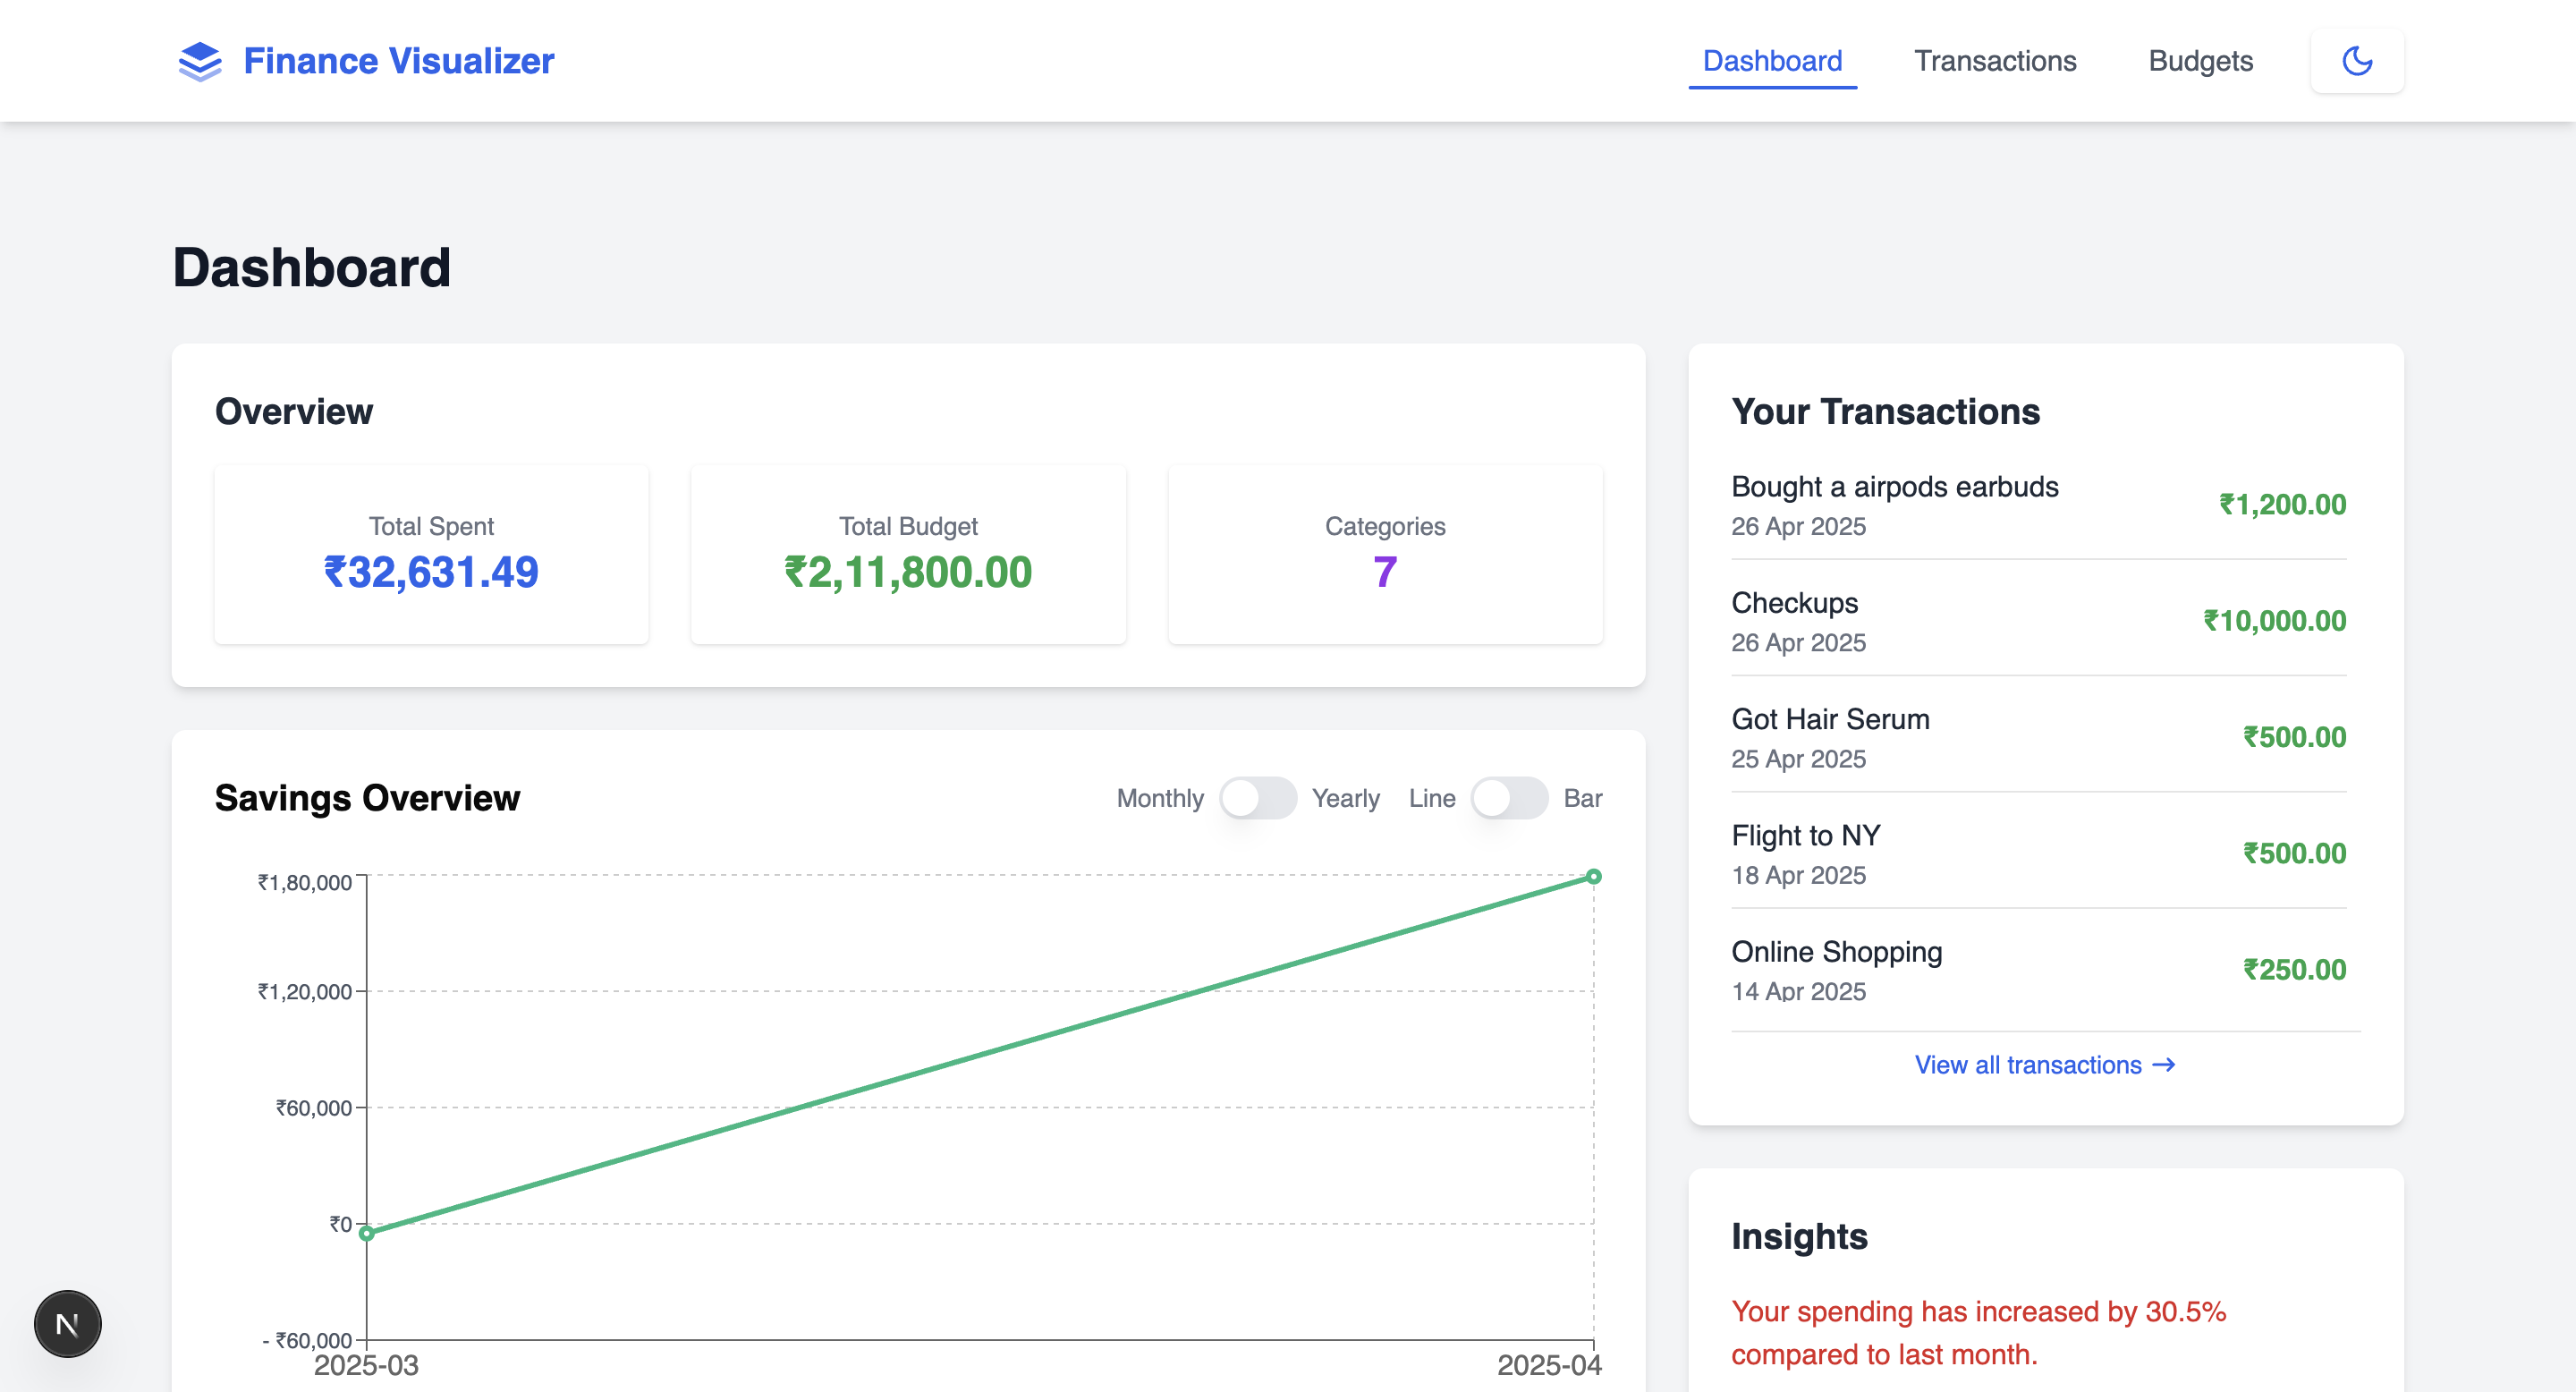 Finance Visualizer
Dashboard
Transactions
Budgets
Dashboard
Overview
Total Spent
₹32,631.49
Total Budget
₹2,11,800.00
Categories
7
Savings Overview
Monthly
Yearly
Line
Bar
₹1,80,000
₹1,20,000
₹60,000
₹0
- ₹60,000
2025-03
2025-04
Your Transactions
Bought a airpods earbuds
26 Apr 2025
₹1,200.00
Checkups
26 Apr 2025
₹10,000.00
Got Hair Serum
25 Apr 2025
₹500.00
Flight to NY
18 Apr 2025
₹500.00
Online Shopping
14 Apr 2025
₹250.00
View all transactions →
Insights
Your spending has increased by 30.5%
compared to last month.
N